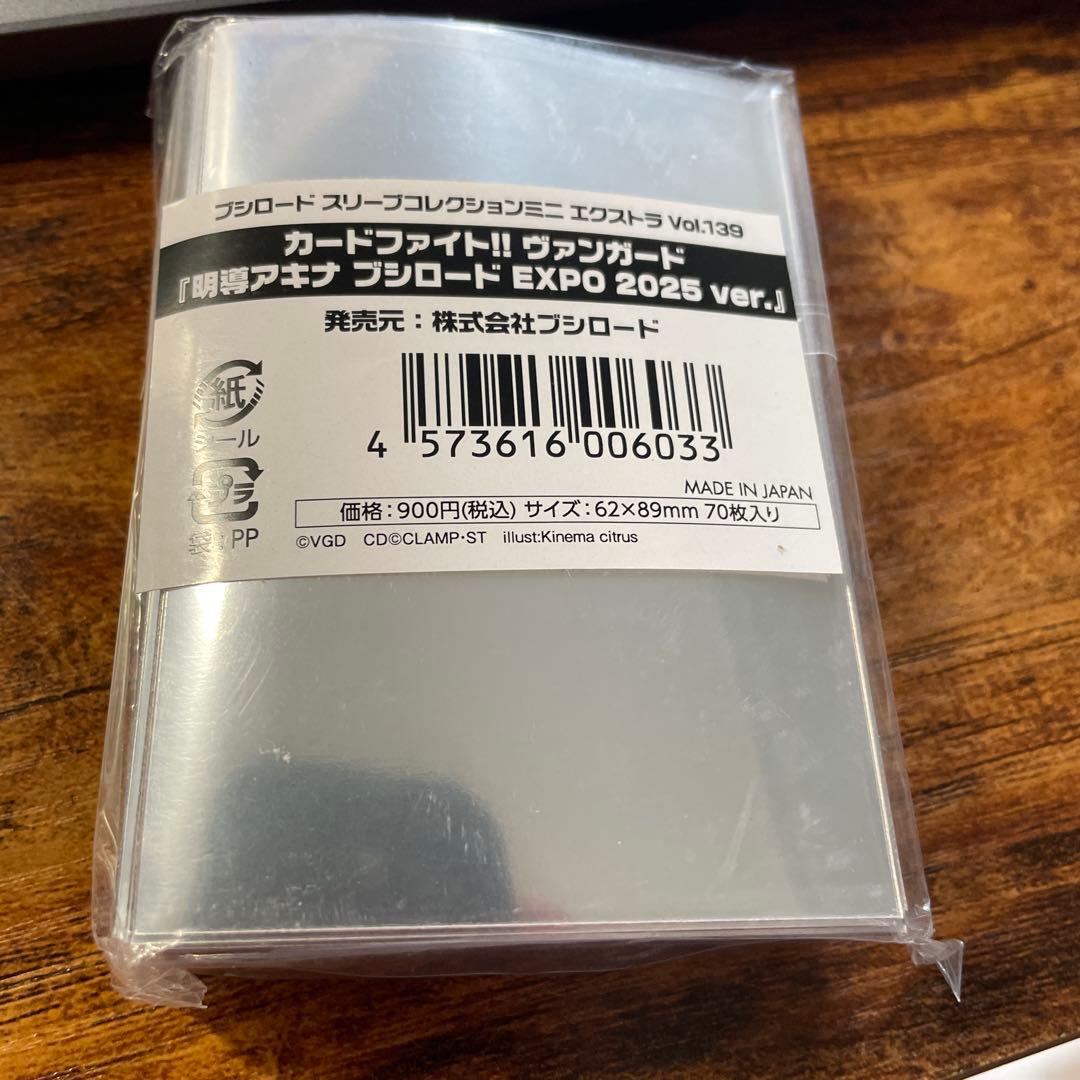 ブシロード スリーブコレクションミニ エクストラ Vol.139
カードファイト!! ヴァンガード
『明導アキナ ブシロード EXPO 2025 ver.』
発売元：株式会社ブシロード
紙
シール
プラ
袋:PP
4 573616 006033
MADE IN JAPAN
価格：900円(税込) サイズ：62×89mm 70枚入り
©VGD CD©CLAMP・ST illust:Kinema citrus